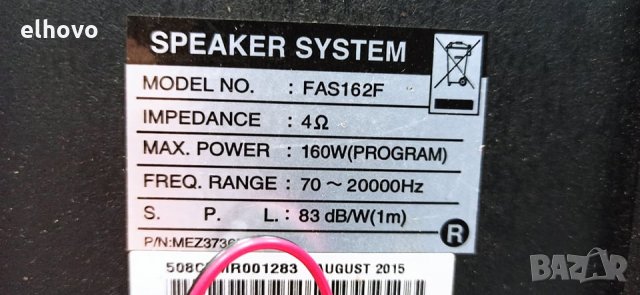 elhovo
SPEAKER SYSTEM
MODEL NO. : FAS162F
IMPEDANCE : 4Ω
MAX. POWER : 160W(PROGRAM)
FREQ. RANGE : 70 ~ 20000Hz
S. P. L. : 83 dB/W(1m)
R
P/N:
AUGUST 2015
BAZAR